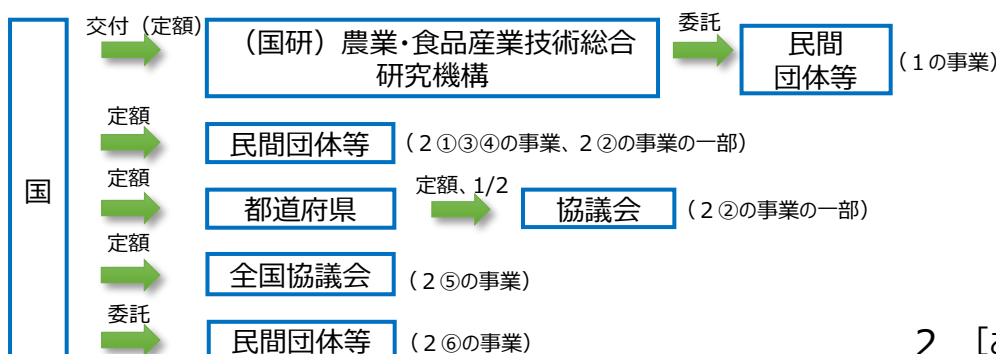 交付（定額）
（国研）農業・食品産業技術総合
研究機構
委託
民間
団体等
（１の事業）
国
定額
民間団体等
（２①③④の事業、２②の事業の一部）
定額
都道府県
定額、1/2
協議会
（２②の事業の一部）
定額
全国協議会
（２⑤の事業）
委託
民間団体等
（２⑥の事業）
２　［